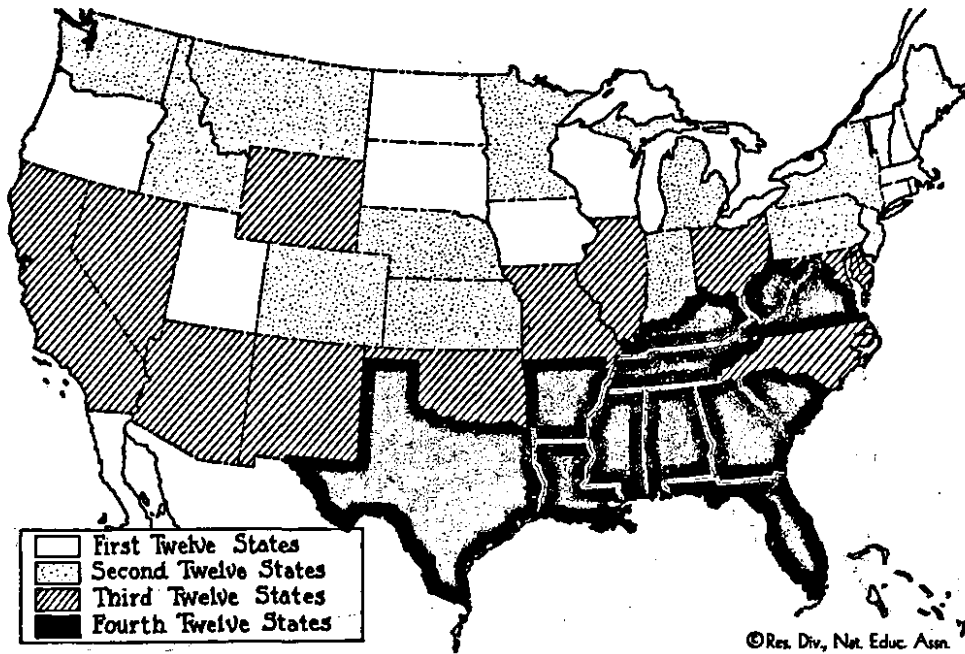 First Twelve States
Second Twelve States
Third Twelve States
Fourth Twelve States
©Res. Div., Nat. Educ. Assn.